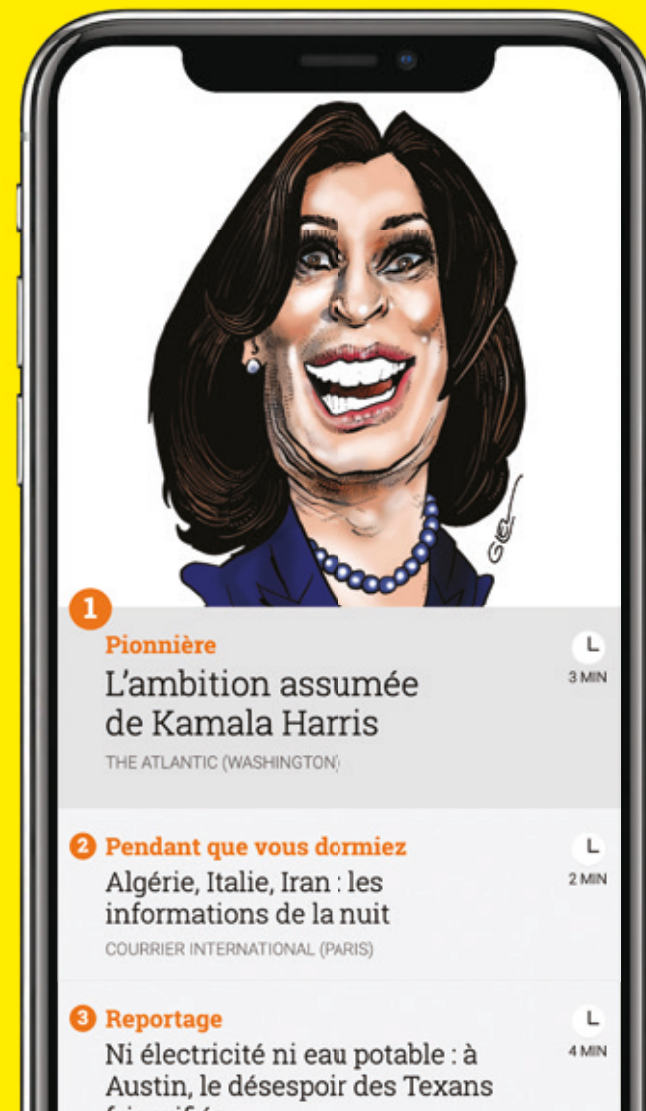 GLEZ
1
Pionnière
L'ambition assumée
de Kamala Harris
THE ATLANTIC (WASHINGTON)
3 MIN
2 Pendant que vous dormiez
Algérie, Italie, Iran : les
informations de la nuit
COURRIER INTERNATIONAL (PARIS)
2 MIN
3 Reportage
Ni électricité ni eau potable : à
Austin, le désespoir des Texans
4 MIN